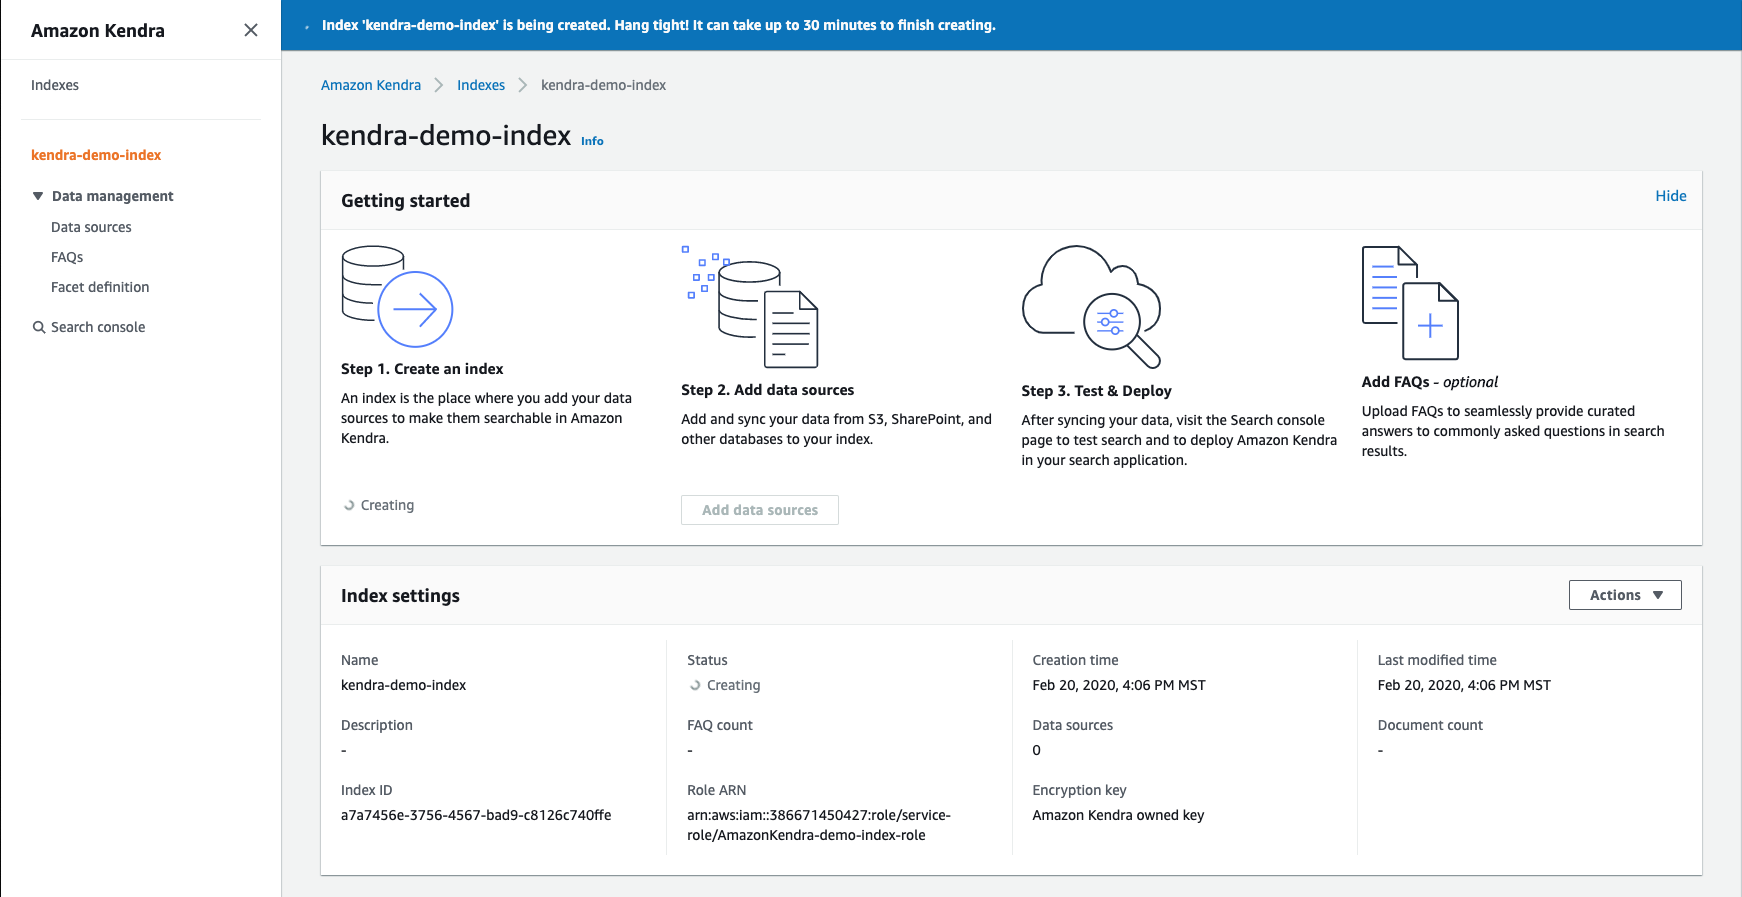 Amazon Kendra
Index 'kendra-demo-index' is being created. Hang tight! It can take up to 30 minutes to finish creating.
Indexes
kendra-demo-index
Data management
Data sources
FAQs
Facet definition
Search console
Amazon Kendra
Indexes
kendra-demo-index
kendra-demo-index Info
Getting started
Hide
Step 1. Create an index
An index is the place where you add your data
sources to make them searchable in Amazon
Kendra.
Creating
Step 2. Add data sources
Add and sync your data from S3, SharePoint, and
other databases to your index.
Add data sources
Step 3. Test & Deploy
After syncing your data, visit the Search console
page to test search and to deploy Amazon Kendra
in your search application.
Add FAQs - optional
Upload FAQs to seamlessly provide curated
answers to commonly asked questions in search
results.
Index settings
Actions
Name
kendra-demo-index
Description
-
Index ID
a7a7456e-3756-4567-bad9-c8126c740ffe
Status
Creating
FAQ count
-
Role ARN
arn:aws:iam::386671450427:role/service-
role/AmazonKendra-demo-index-role
Creation time
Feb 20, 2020, 4:06 PM MST
Data sources
0
Encryption key
Amazon Kendra owned key
Last modified time
Feb 20, 2020, 4:06 PM MST
Document count
-